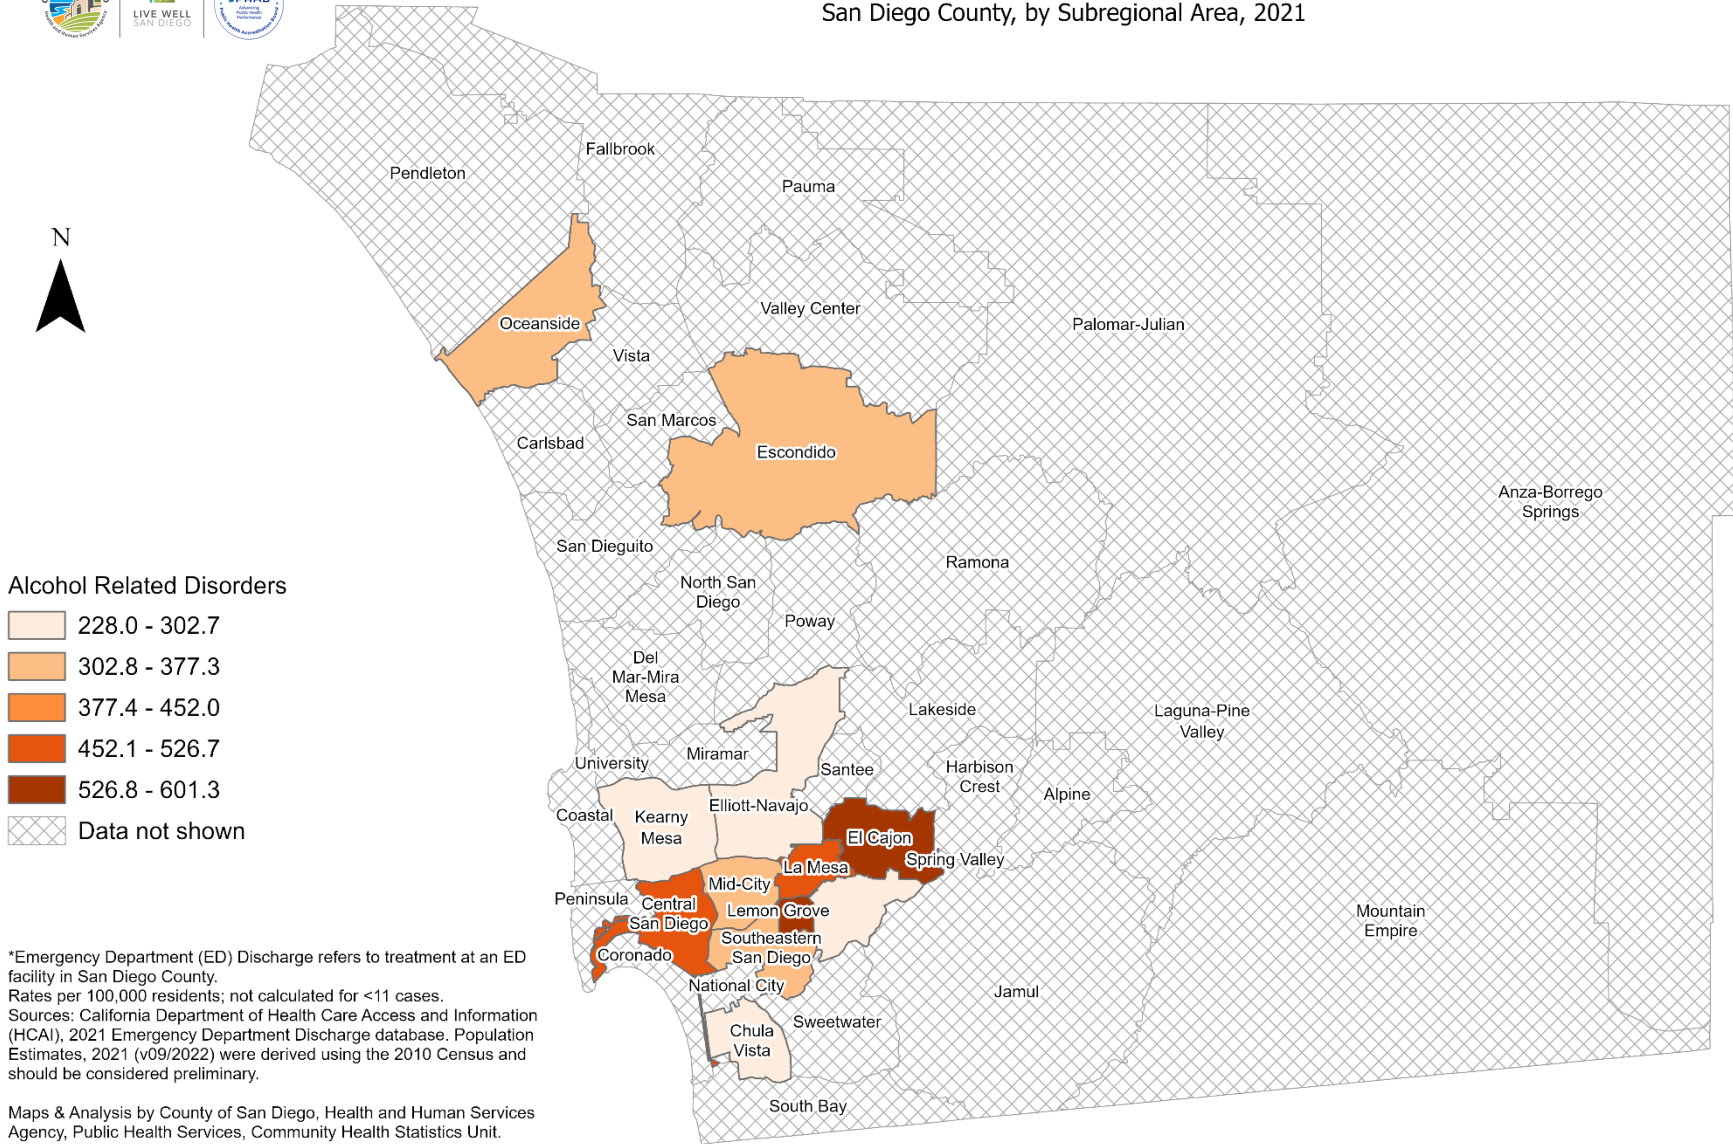 LIVE WELL
SAN DIEGO
San Diego County, by Subregional Area, 2021
Fallbrook
Pendleton
Pauma
N
Valley Center
Oceanside
Palomar-Julian
Vista
San Marcos
Carlsbad
Escondido
Anza-Borrego
Springs
San Dieguito
Ramona
North San
Diego
Poway
Del
Mar-Mira
Mesa
Lakeside
Laguna-Pine
Valley
Miramar
University
Santee
Harbison
Crest
Alpine
Elliott-Navajo
Coastal
Kearny
Mesa
El Cajon
Spring Valley
La Mesa
Mid-City
Peninsula
Central
San Diego
Lemon Grove
Mountain
Empire
Southeastern
San Diego
Coronado
National City
Jamul
Sweetwater
Chula
Vista
South Bay
Alcohol Related Disorders
228.0 - 302.7
302.8 - 377.3
377.4 - 452.0
452.1 - 526.7
526.8 - 601.3
Data not shown
*Emergency Department (ED) Discharge refers to treatment at an ED
facility in San Diego County.
Rates per 100,000 residents; not calculated for <11 cases.
Sources: California Department of Health Care Access and Information
(HCAI), 2021 Emergency Department Discharge database. Population
Estimates, 2021 (v09/2022) were derived using the 2010 Census and
should be considered preliminary.
Maps & Analysis by County of San Diego, Health and Human Services
Agency, Public Health Services, Community Health Statistics Unit.